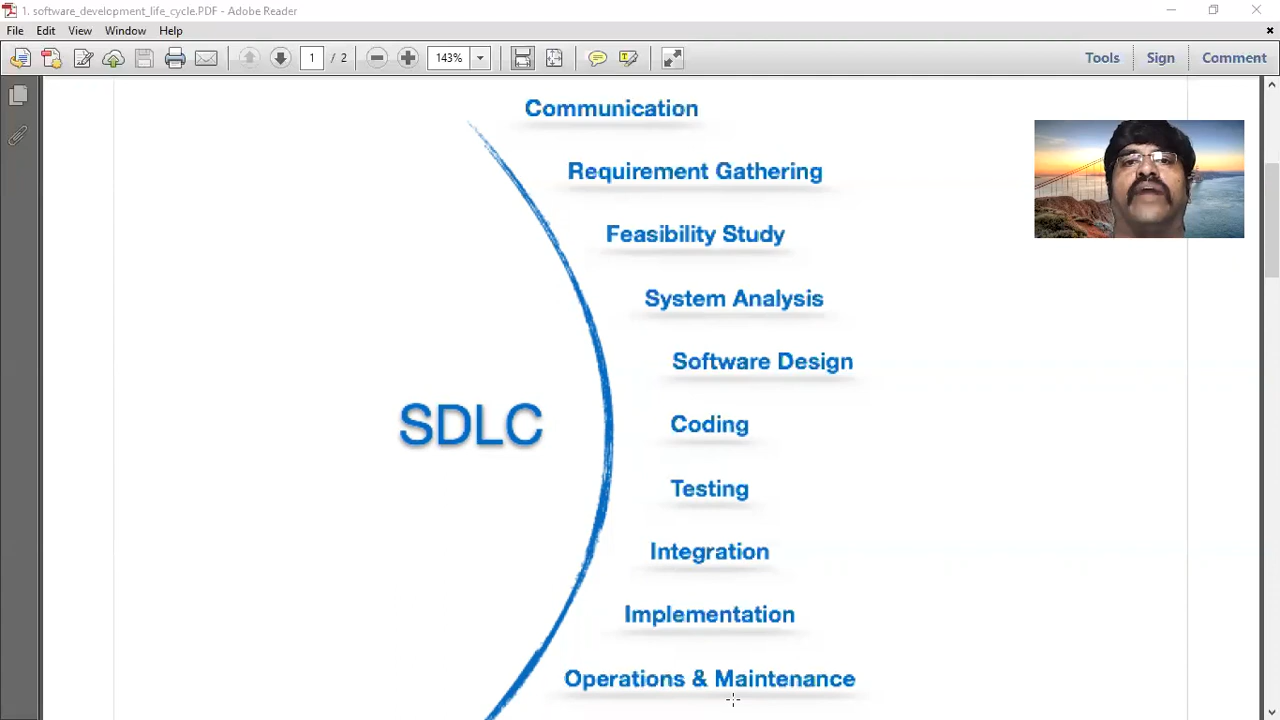 1. software_development_life_cycle.PDF - Adobe Reader
File Edit View Window Help
1 / 2 143% Tools Sign Comment
Communication
Requirement Gathering
Feasibility Study
System Analysis
Software Design
SDLC
Coding
Testing
Integration
Implementation
Operations & Maintenance